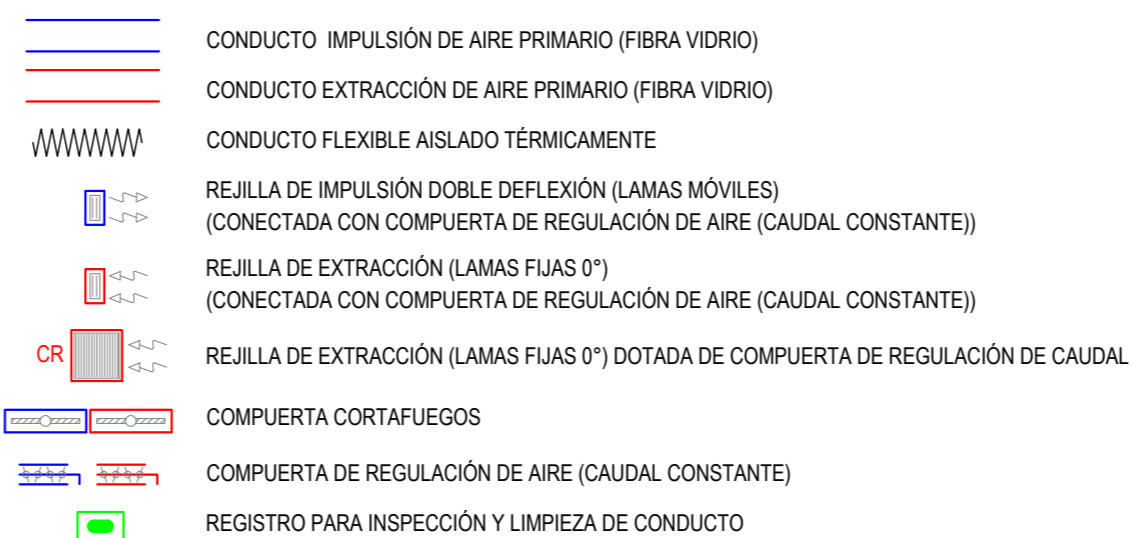 CONDUCTO IMPULSIÓN DE AIRE PRIMARIO (FIBRA VIDRIO)
CONDUCTO EXTRACCIÓN DE AIRE PRIMARIO (FIBRA VIDRIO)
CONDUCTO FLEXIBLE AISLADO TÉRMICAMENTE
REJILLA DE IMPULSIÓN DOBLE DEFLEXIÓN (LAMAS MÓVILES)
(CONECTADA CON COMPUERTA DE REGULACIÓN DE AIRE (CAUDAL CONSTANTE))
REJILLA DE EXTRACCIÓN (LAMAS FIJAS 0°)
(CONECTADA CON COMPUERTA DE REGULACIÓN DE AIRE (CAUDAL CONSTANTE))
CR REJILLA DE EXTRACCIÓN (LAMAS FIJAS 0°) DOTADA DE COMPUERTA DE REGULACIÓN DE CAUDAL
COMPUERTA CORTAFUEGOS
COMPUERTA DE REGULACIÓN DE AIRE (CAUDAL CONSTANTE)
REGISTRO PARA INSPECCIÓN Y LIMPIEZA DE CONDUCTO